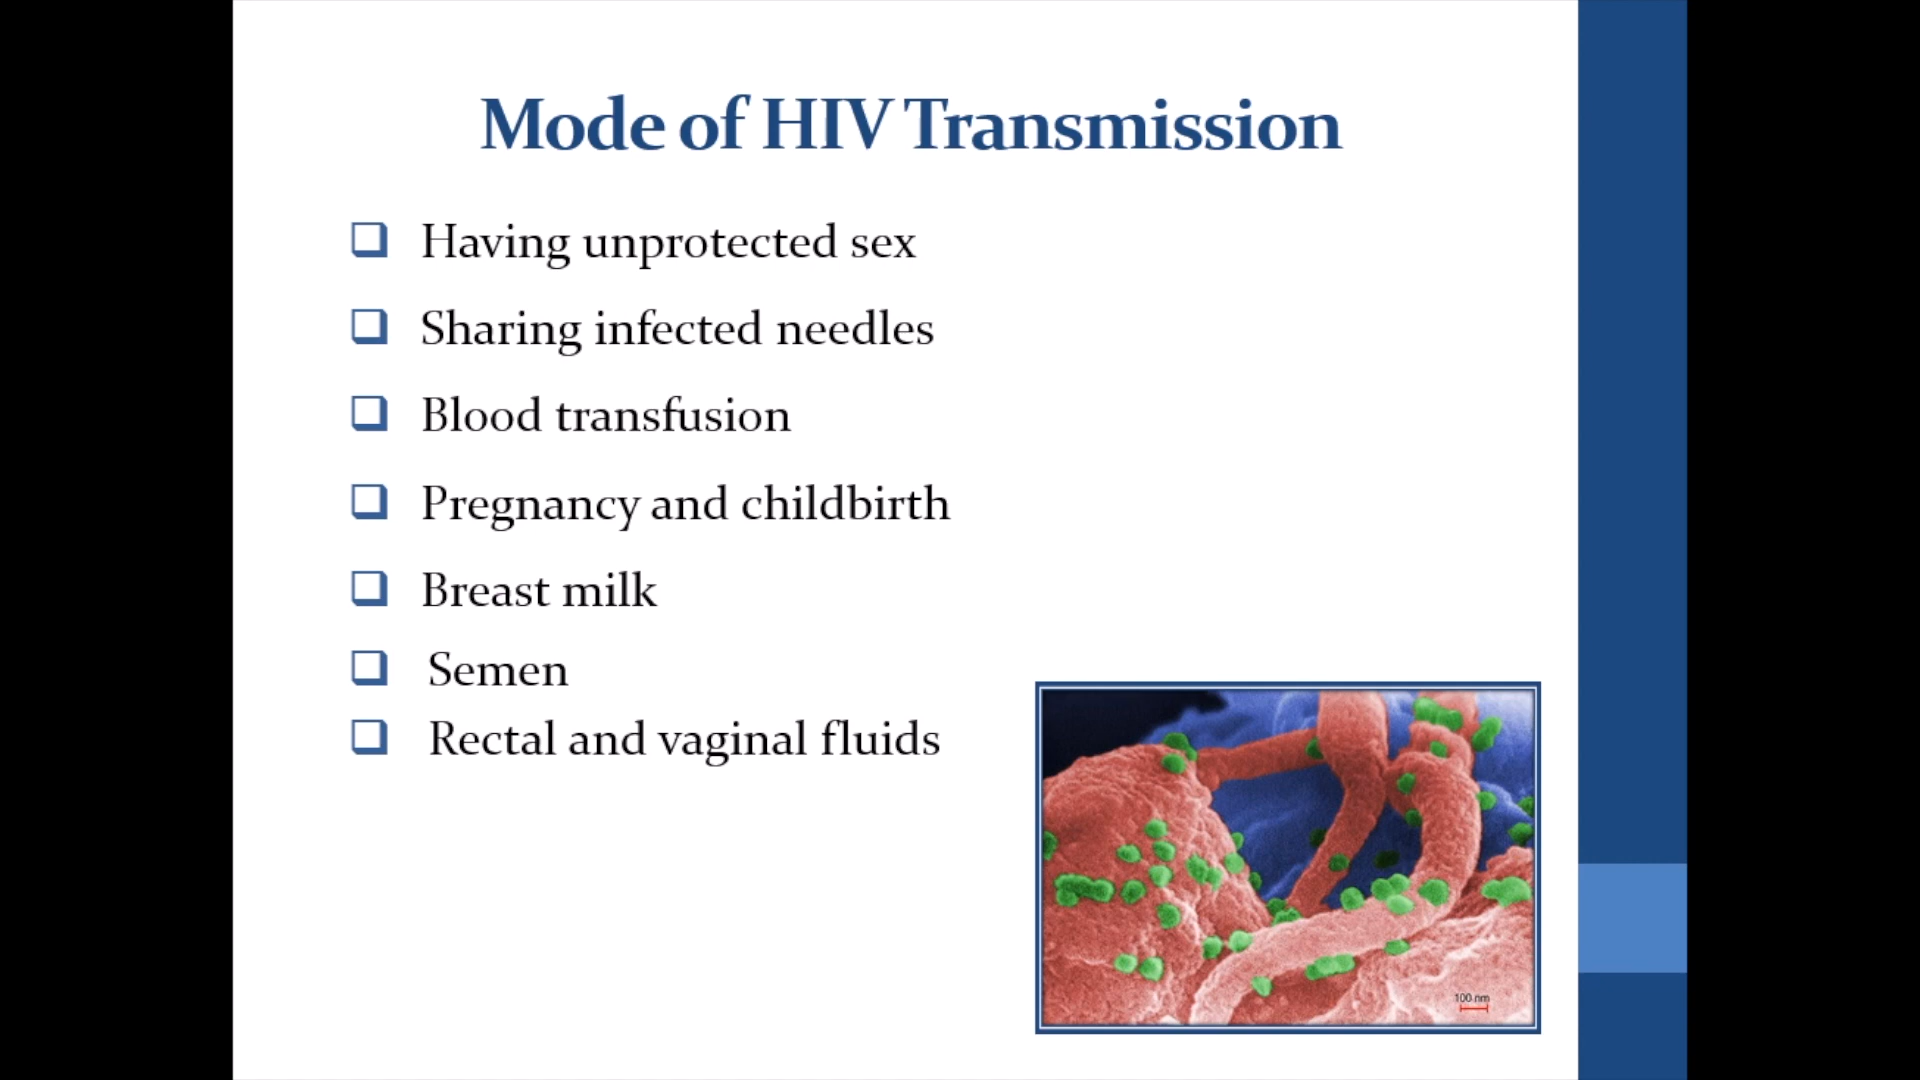 Mode of HIV Transmission
Having unprotected sex
Sharing infected needles
Blood transfusion
Pregnancy and childbirth
Breast milk
Semen
Rectal and vaginal fluids
100 nm